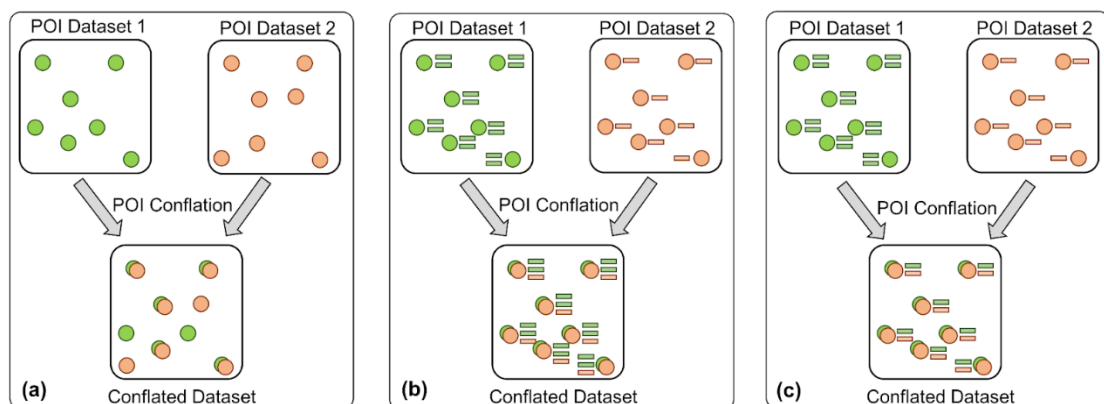 POI Dataset 1
POI Dataset 2
POI Conflation
(a)
Conflated Dataset
POI Dataset 1
POI Dataset 2
POI Conflation
(b)
Conflated Dataset
POI Dataset 1
POI Dataset 2
POI Conflation
(c)
Conflated Dataset